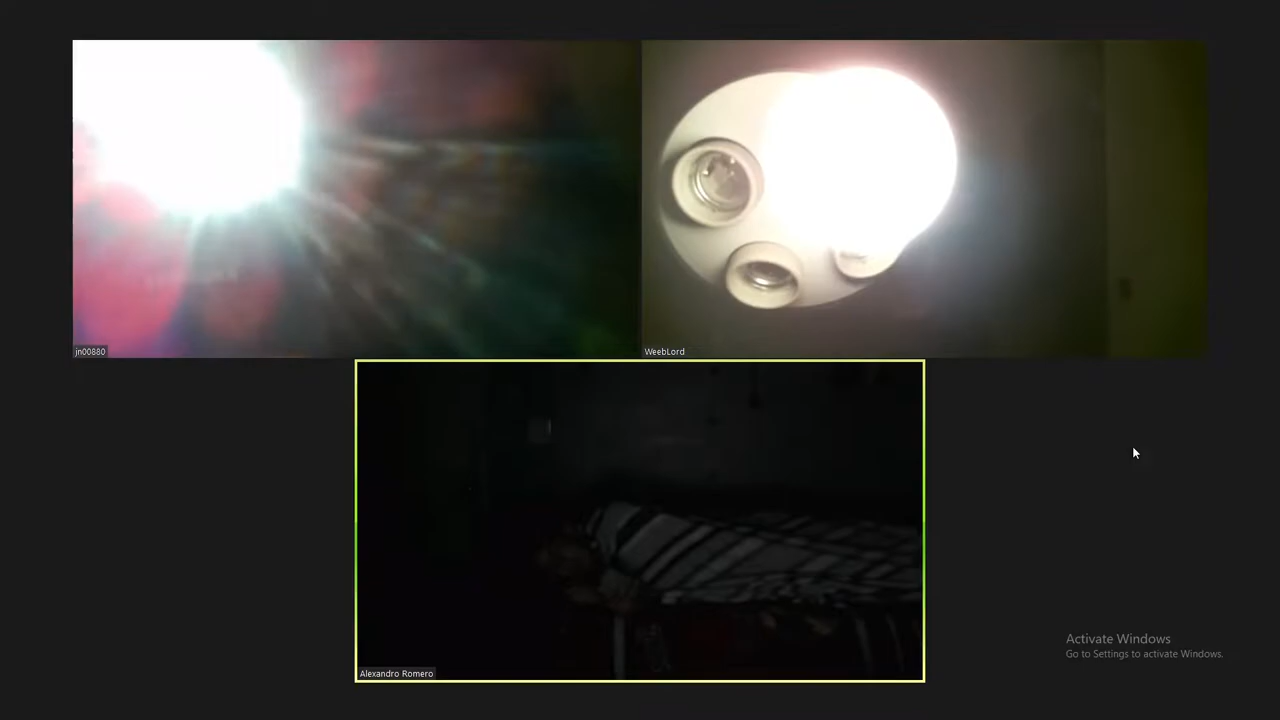 jn00880
WeebLord
Alexandro Romero
Activate Windows
Go to Settings to activate Windows.